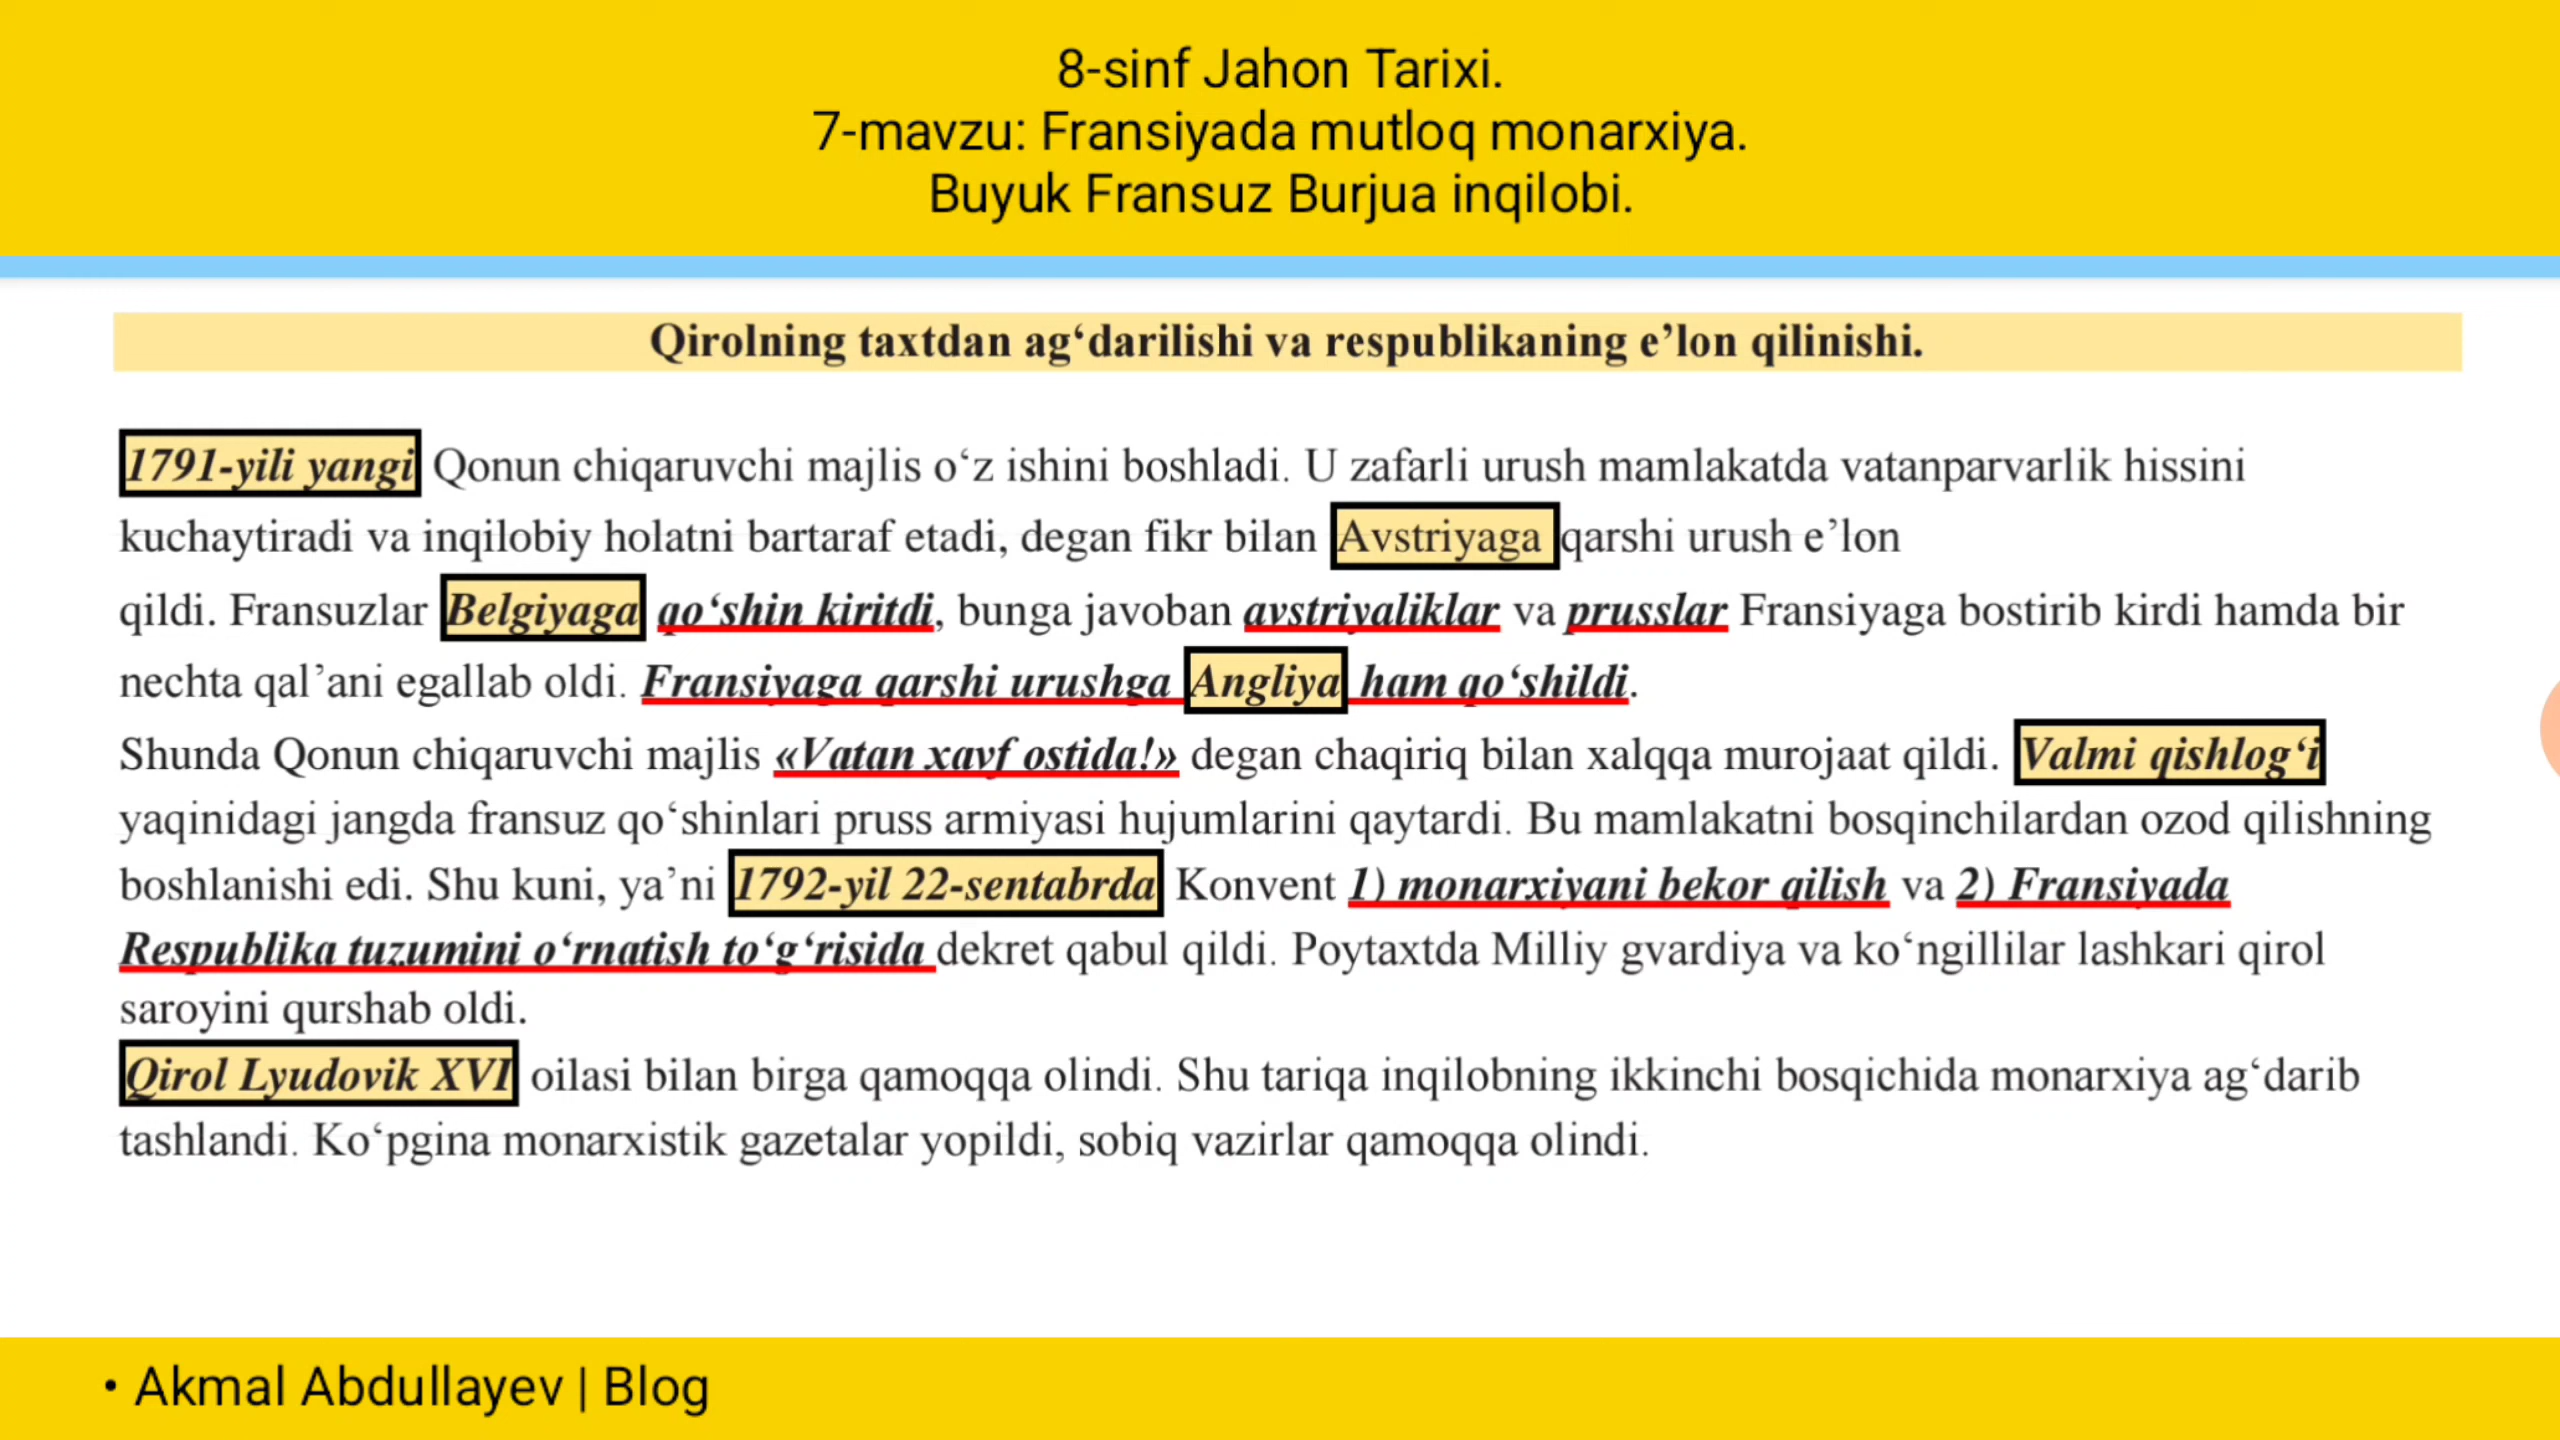 8-sinf Jahon Tarixi.
7-mavzu: Fransiyada mutloq monarxiya.
Buyuk Fransuz Burjua inqilobi.
Qirolning taxtdan ag‘darilishi va respublikaning e’lon qilinishi.
1791-yili yangi Qonun chiqaruvchi majlis o‘z ishini boshladi. U zafarli urush mamlakatda vatanparvarlik hissini
kuchaytiradi va inqilobiy holatni bartaraf etadi, degan fikr bilan Avstriyaga qarshi urush e’lon
qildi. Fransuzlar Belgiyaga qo‘shin kiritdi, bunga javoban avstriyaliklar va prusslar Fransiyaga bostirib kirdi hamda bir
nechta qal’ani egallab oldi. Fransiyaga qarshi urushga Angliya ham qo‘shildi.
Shunda Qonun chiqaruvchi majlis «Vatan xavf ostida!» degan chaqiriq bilan xalqqa murojaat qildi. Valmi qishlog‘i
yaqinidagi jangda fransuz qo‘shinlari pruss armiyasi hujumlarini qaytardi. Bu mamlakatni bosqinchilardan ozod qilishning
boshlanishi edi. Shu kuni, ya’ni 1792-yil 22-sentabrda Konvent 1) monarxiyani bekor qilish va 2) Fransiyada
Respublika tuzumini o‘rnatish to‘g‘risida dekret qabul qildi. Poytaxtda Milliy gvardiya va ko‘ngillilar lashkari qirol
saroyini qurshab oldi.
Qirol Lyudovik XVI oilasi bilan birga qamoqqa olindi. Shu tariqa inqilobning ikkinchi bosqichida monarxiya ag‘darib
tashlandi. Ko‘pgina monarxistik gazetalar yopildi, sobiq vazirlar qamoqqa olindi.
• Akmal Abdullayev | Blog